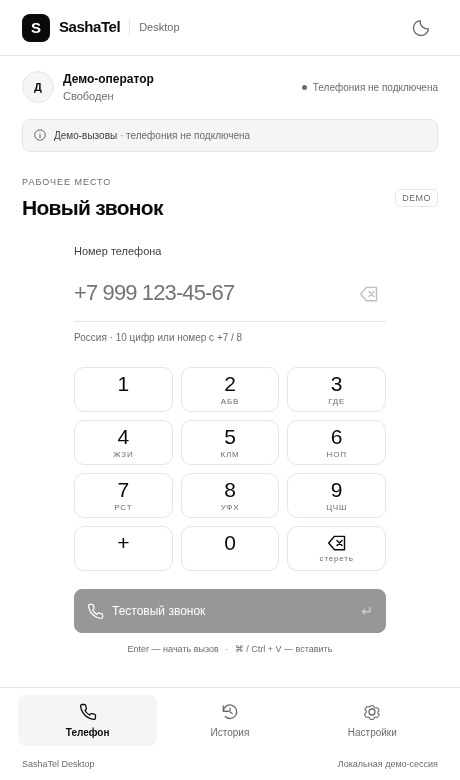 S SashaTel Desktop
Д Демо-оператор
Свободен
Телефония не подключена
Демо-вызовы · телефония не подключена
РАБОЧЕЕ МЕСТО
Новый звонок
DEMO
Номер телефона
+7 999 123-45-67
Россия · 10 цифр или номер с +7 / 8
1 2 3
АБВ ГДЕ
4 5 6
ЖЗИ КЛМ НОП
7 8 9
РСТ УФХ ЦЧШ
+ 0
стереть
Тестовый звонок ↵
Enter — начать вызов · ⌘ / Ctrl + V — вставить
Телефон История Настройки
SashaTel Desktop Локальная демо-сессия